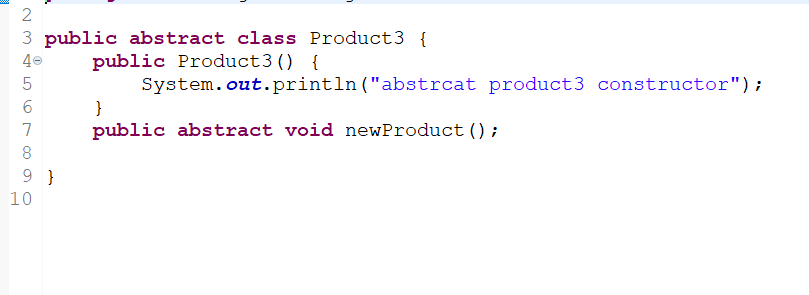 2
3 public abstract class Product3 {
4 public Product3() {
5 System.out.println("abstrcat product3 constructor");
6 }
7 public abstract void newProduct();
8
9 }
10